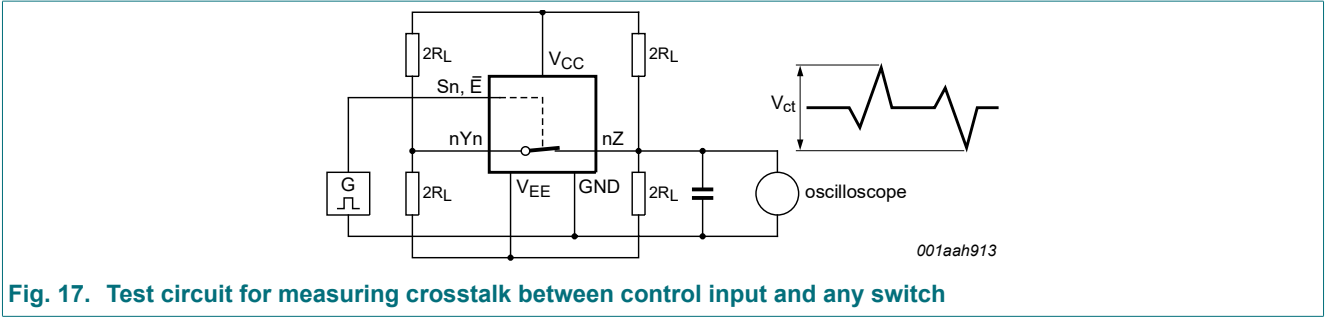 2RL
2RL
VCC
Sn, E̅
nYn
nZ
Vct
G
2RL
VEE
GND
2RL
oscilloscope
001aah913
Fig. 17. Test circuit for measuring crosstalk between control input and any switch